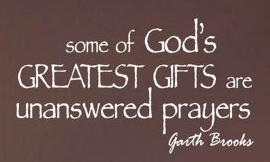 some of God's
GREATEST GIFTS are
unanswered prayers
Garth Brooks